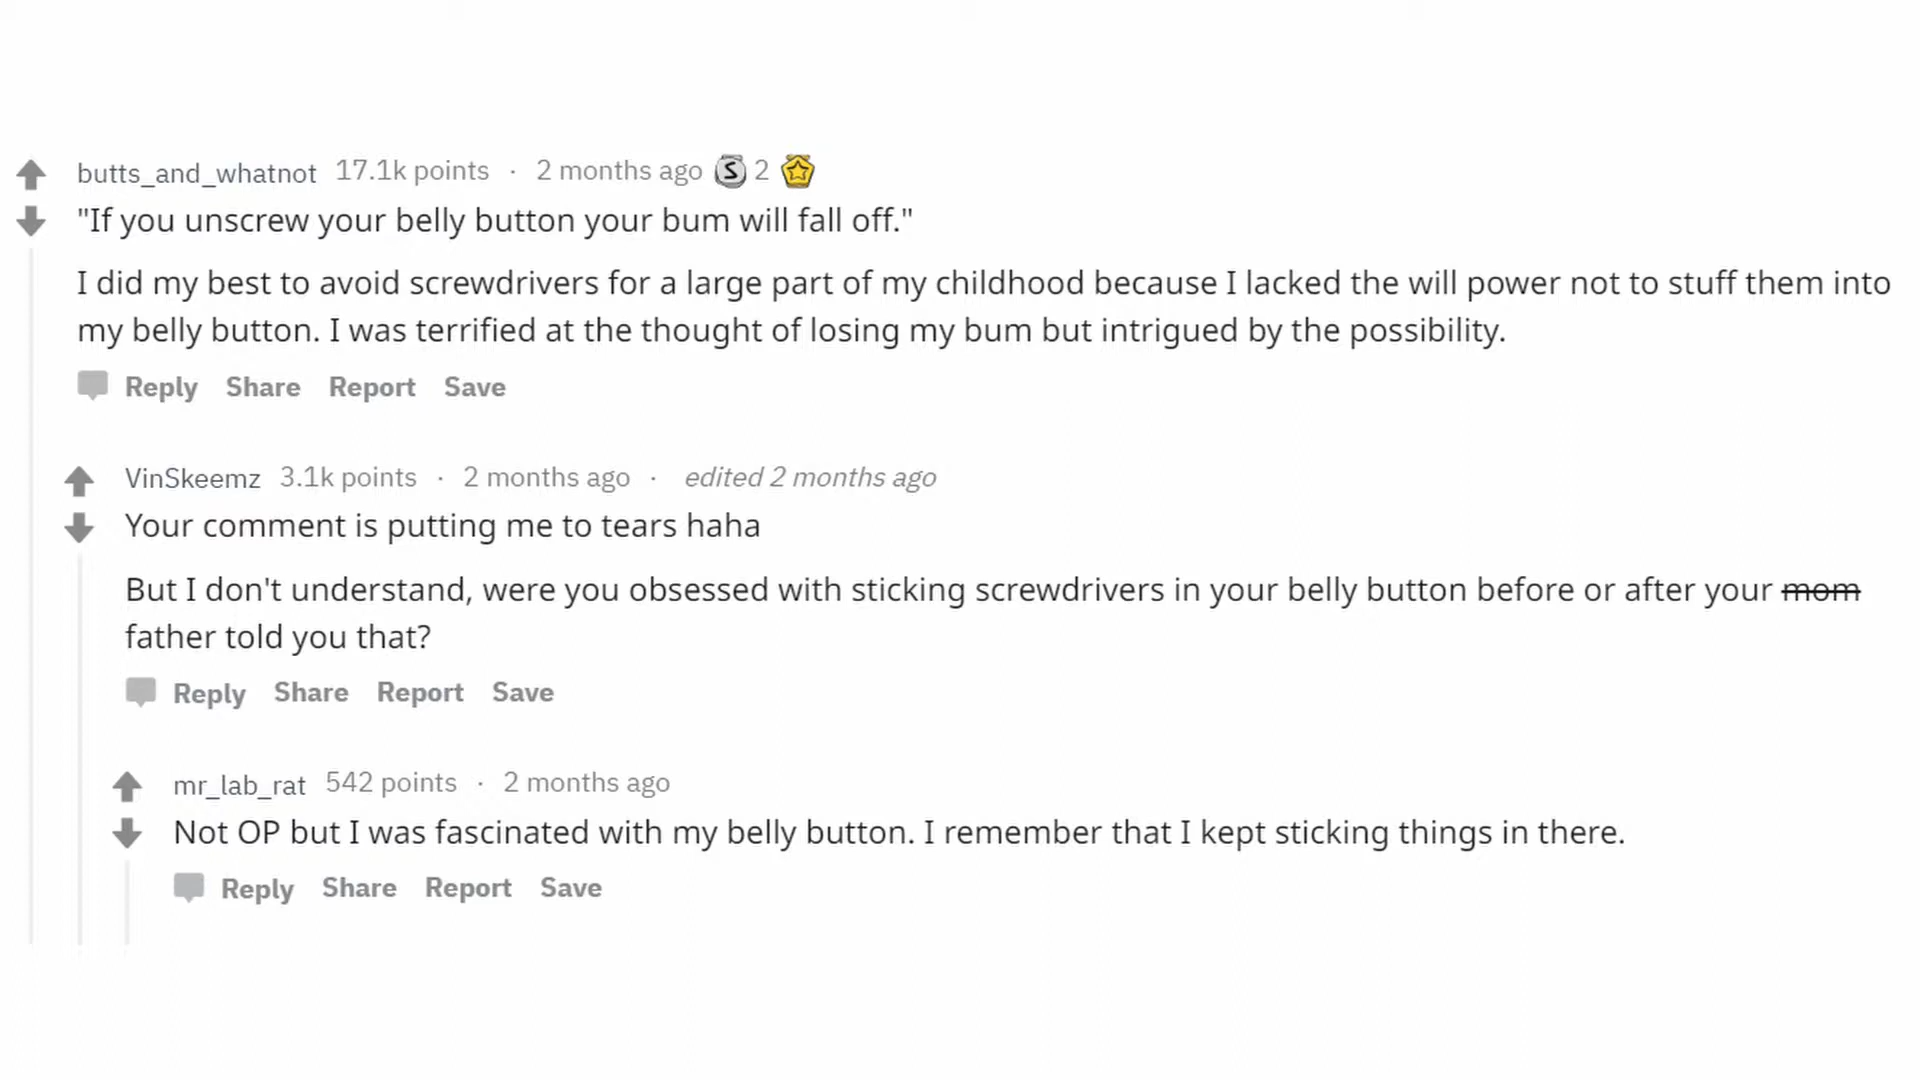 butts_and_whatnot 17.1k points · 2 months ago S 2
"If you unscrew your belly button your bum will fall off."
I did my best to avoid screwdrivers for a large part of my childhood because I lacked the will power not to stuff them into
my belly button. I was terrified at the thought of losing my bum but intrigued by the possibility.
Reply Share Report Save
VinSkeemz 3.1k points · 2 months ago · edited 2 months ago
Your comment is putting me to tears haha
But I don't understand, were you obsessed with sticking screwdrivers in your belly button before or after your mom
father told you that?
Reply Share Report Save
mr_lab_rat 542 points · 2 months ago
Not OP but I was fascinated with my belly button. I remember that I kept sticking things in there.
Reply Share Report Save